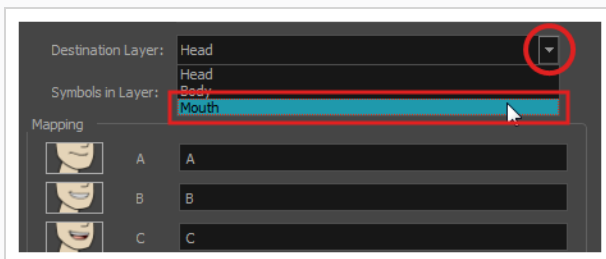 Destination Layer: Head
Head
Symbols in Layer: Body
Mouth
Mapping
A A
B B
C C